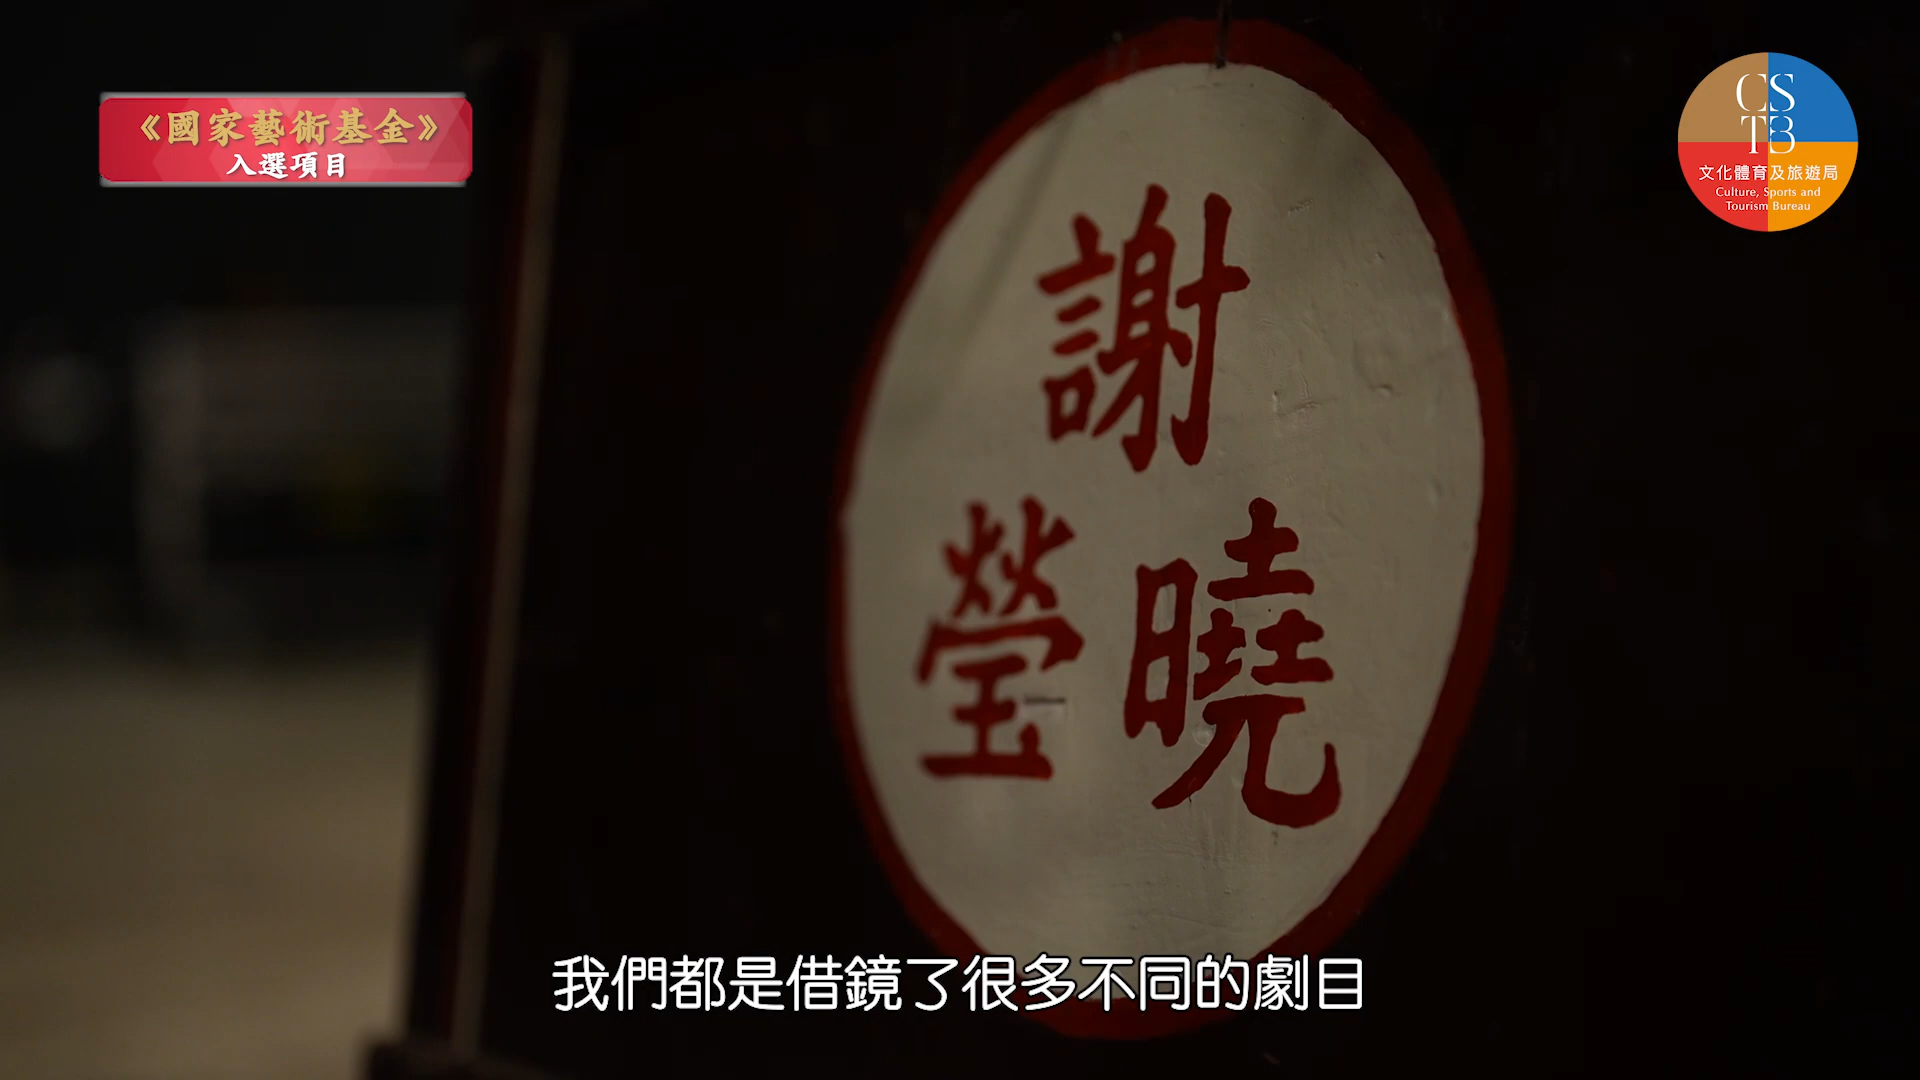 《國家藝術基金》
入選項目
CS
TB
文化體育及旅遊局
Culture, Sports and
Tourism Bureau
謝
曉瑩
我們都是借鏡了很多不同的劇目